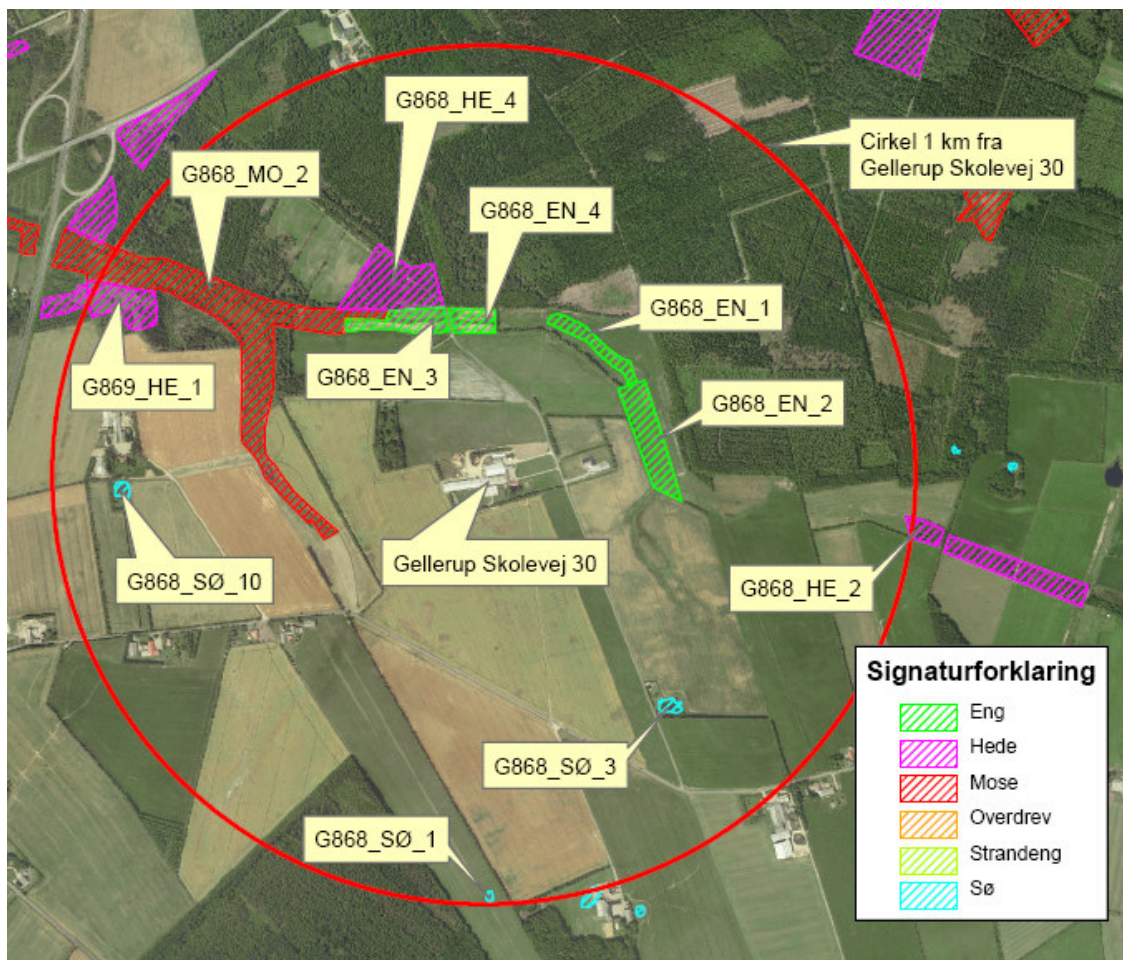 G868_HE_4
Cirkel 1 km fra
Gellerup Skolevej 30
G868_MO_2
G868_EN_4
G868_EN_1
G868_EN_3
G869_HE_1
G868_EN_2
Gellerup Skolevej 30
G868_SØ_10
G868_HE_2
G868_SØ_3
G868_SØ_1
Signaturforklaring
Eng
Hede
Mose
Overdrev
Strandeng
Sø